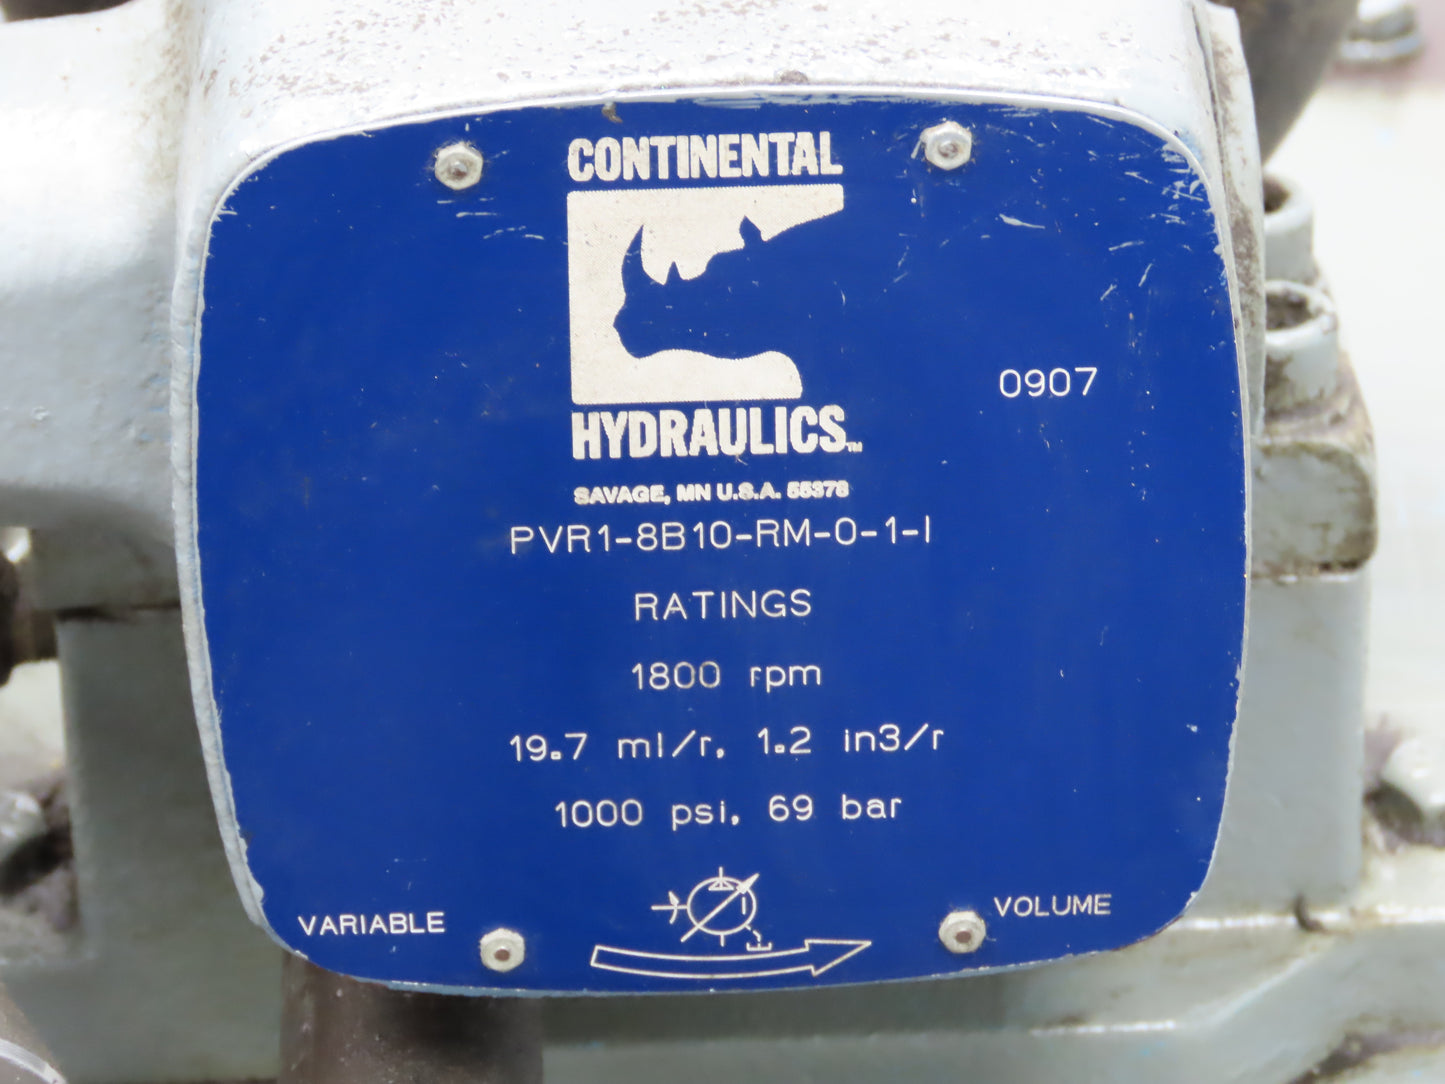 CONTINENTAL
HYDRAULICS™
SAVAGE, MN U.S.A. 55378
0907
PVR1-8B10-RM-0-1-I
RATINGS
1800 rpm
19.7 ml/r, 1.2 in3/r
1000 psi, 69 bar
VARIABLE
VOLUME